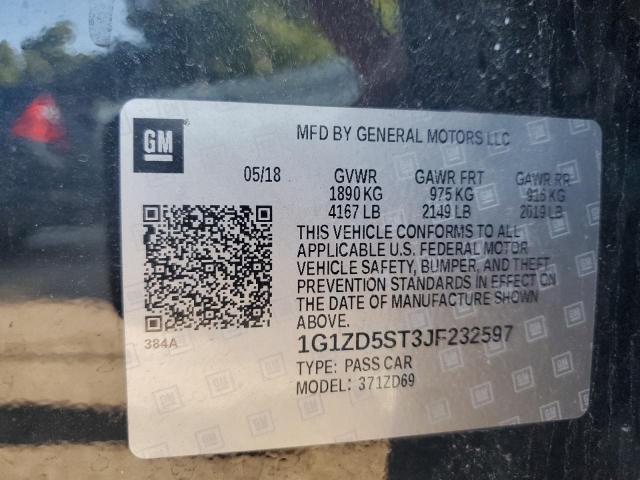 GM
MFD BY GENERAL MOTORS LLC
05/18 GVWR GAWR FRT GAWR RR
1890 KG 975 KG 916 KG
4167 LB 2149 LB 2019 LB
THIS VEHICLE CONFORMS TO ALL
APPLICABLE U.S. FEDERAL MOTOR
VEHICLE SAFETY, BUMPER, AND THEFT
PREVENTION STANDARDS IN EFFECT ON
THE DATE OF MANUFACTURE SHOWN
ABOVE.
384A
1G1ZD5ST3JF232597
TYPE: PASS CAR
MODEL: 371ZD69